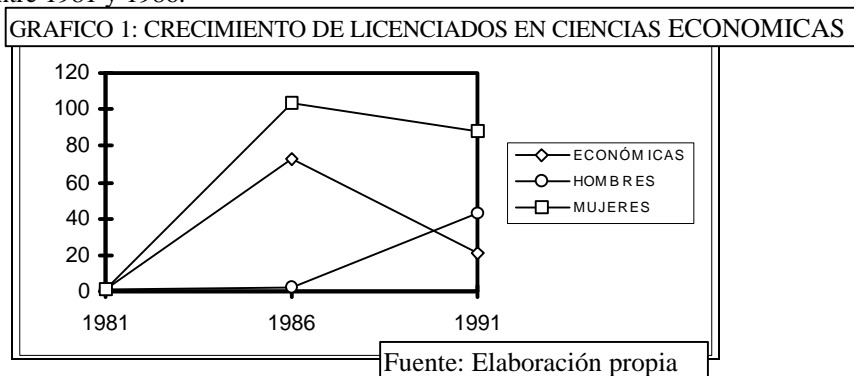 GRAFICO 1: CRECIMIENTO DE LICENCIADOS EN CIENCIAS ECONOMICAS
120
100
80
60
40
20
0
1981 1986 1991
ECONÓMICAS
HOMBRES
MUJERES
Fuente: Elaboración propia